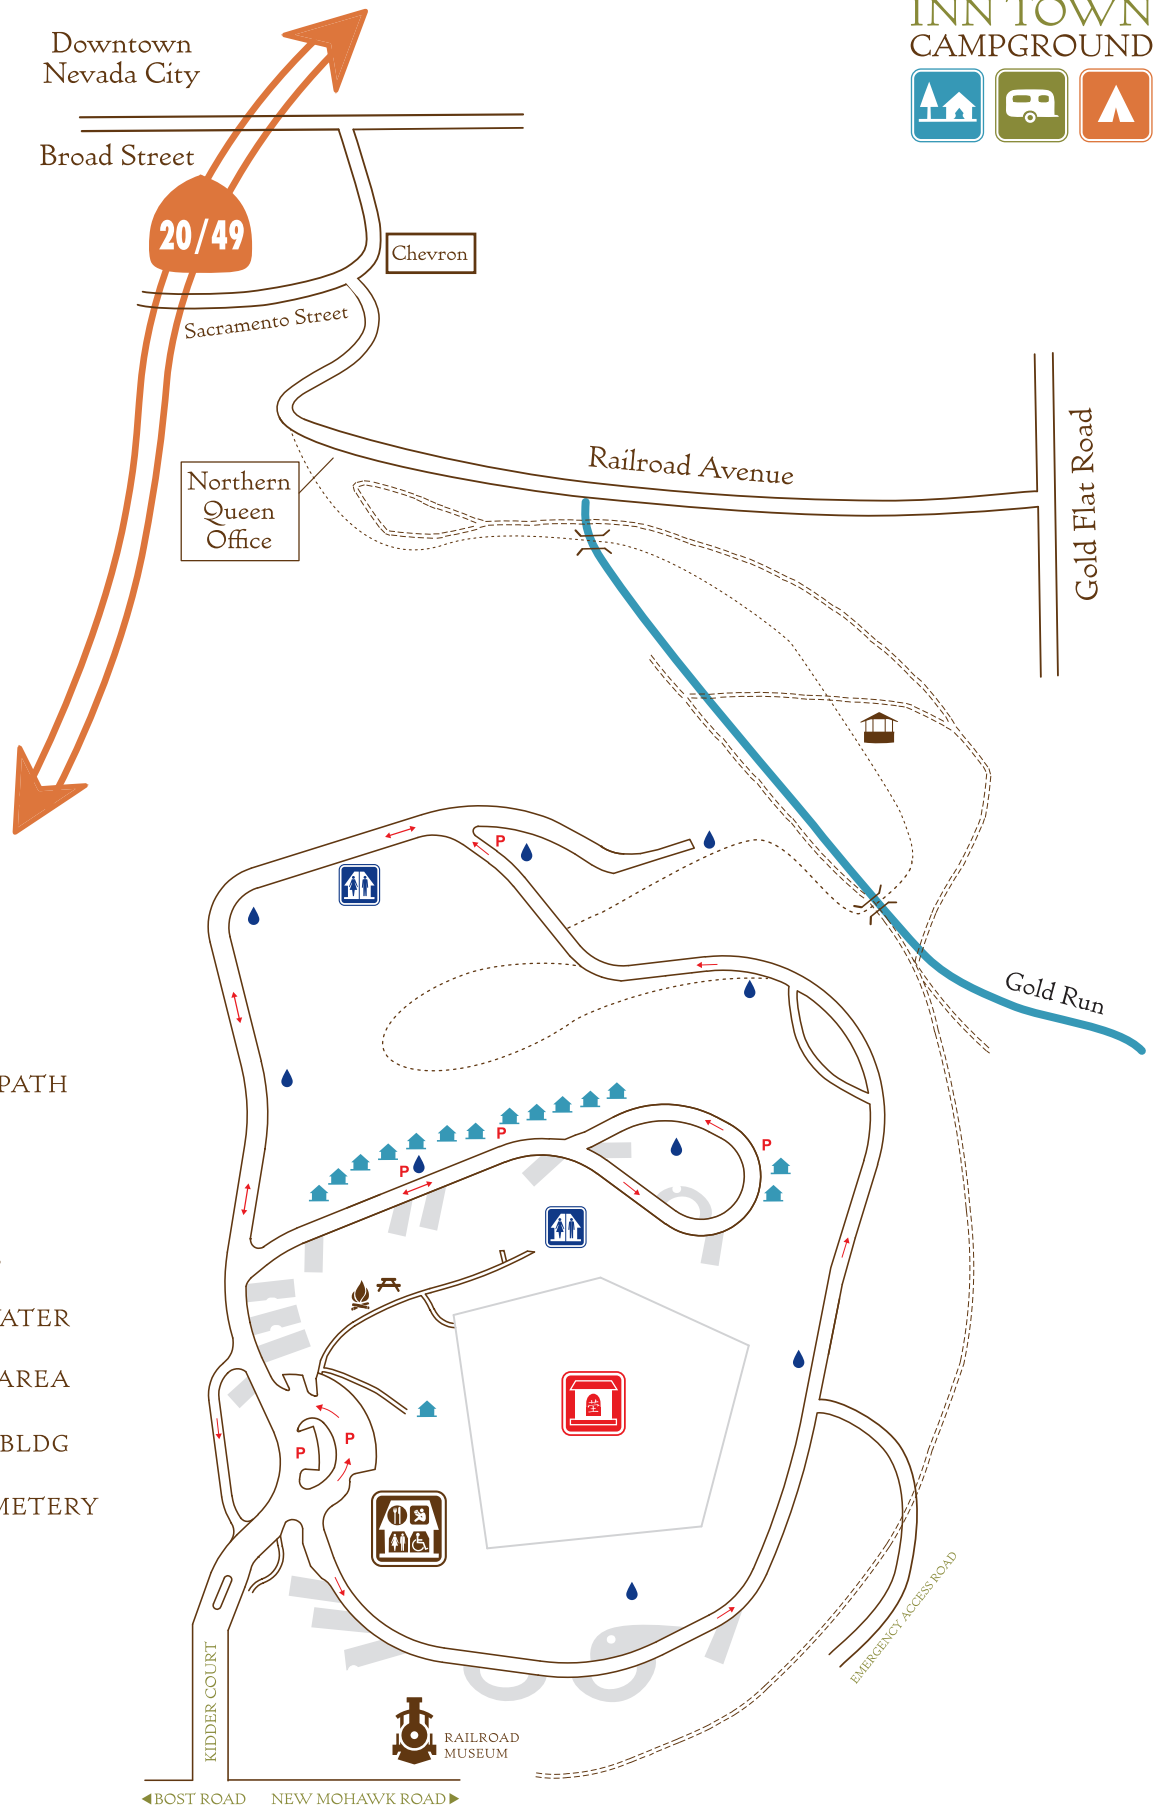 INN TOWN
CAMPGROUND
Downtown
Nevada City
Broad Street
20/49
Chevron
Sacramento Street
Railroad Avenue
Gold Flat Road
Northern
Queen
Office
P
Gold Run
PATH
P
P
P
WATER
AREA
P
P
BLDG
METERY
EMERGENCY ACCESS ROAD
KIDDER COURT
RAILROAD
MUSEUM
◀BOST ROAD
NEW MOHAWK ROAD▶